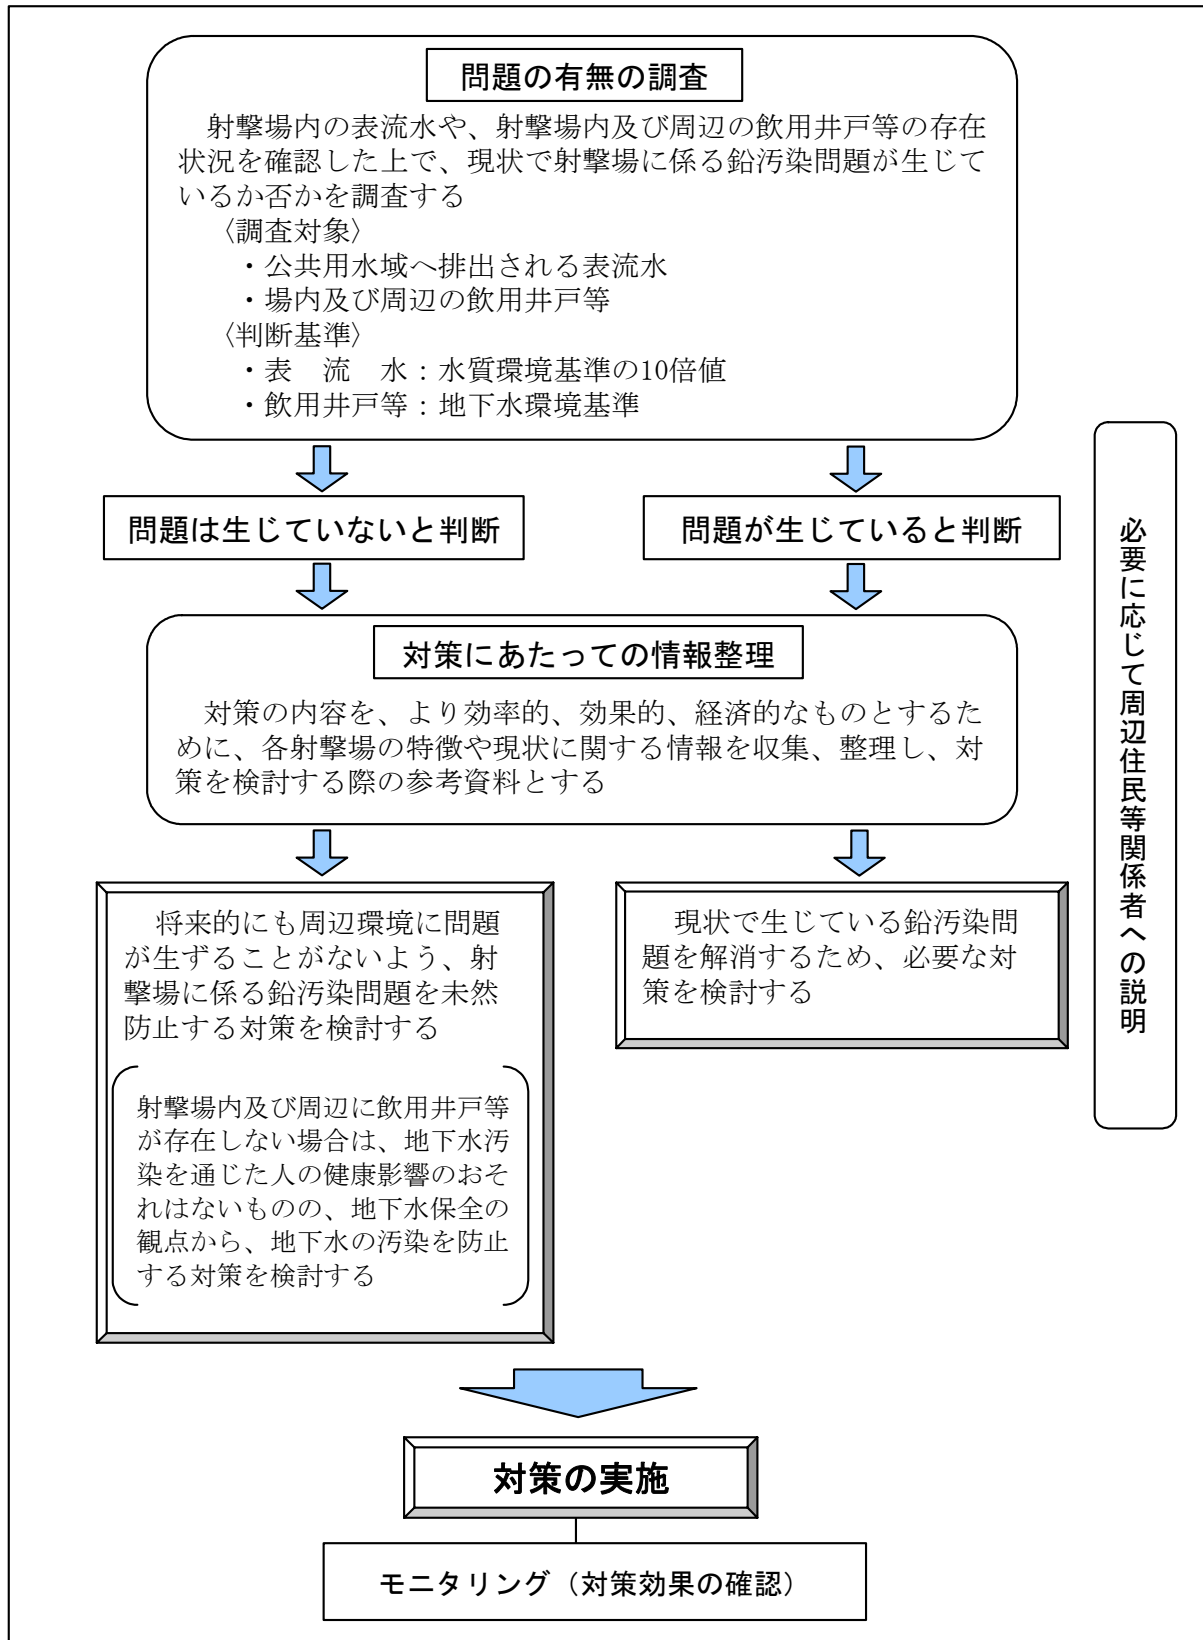 問題の有無の調査
射撃場内の表流水や、射撃場内及び周辺の飲用井戸等の存在
状況を確認した上で、現状で射撃場に係る鉛汚染問題が生じて
いるか否かを調査する
〈調査対象〉
・公共用水域へ排出される表流水
・場内及び周辺の飲用井戸等
〈判断基準〉
・表　流　水：水質環境基準の10倍値
・飲用井戸等：地下水環境基準
問題は生じていないと判断
問題が生じていると判断
対策にあたっての情報整理
対策の内容を、より効率的、効果的、経済的なものとするた
めに、各射撃場の特徴や現状に関する情報を収集、整理し、対
策を検討する際の参考資料とする
将来的にも周辺環境に問題
が生ずることがないよう、射
撃場に係る鉛汚染問題を未然
防止する対策を検討する
射撃場内及び周辺に飲用井戸等
が存在しない場合は、地下水汚
染を通じた人の健康影響のおそ
れはないものの、地下水保全の
観点から、地下水の汚染を防止
する対策を検討する
現状で生じている鉛汚染問
題を解消するため、必要な対
策を検討する
必要に応じて周辺住民等関係者への説明
対策の実施
モニタリング（対策効果の確認）